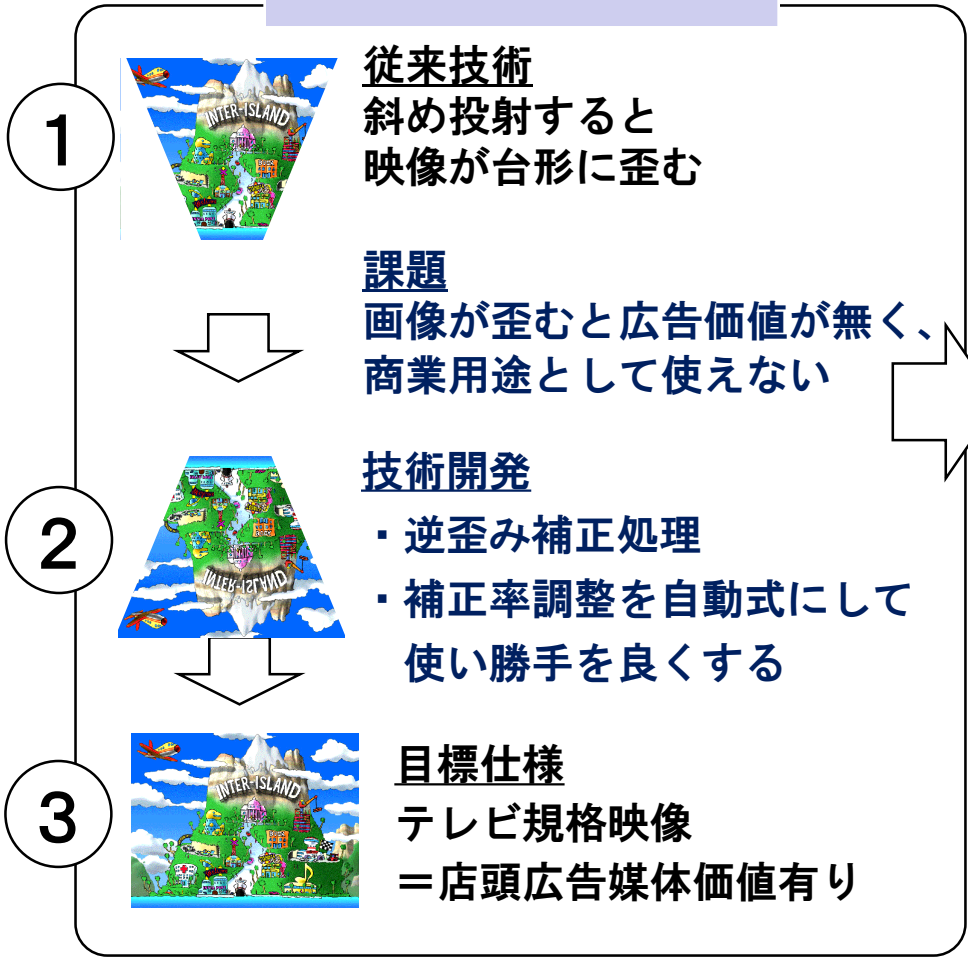 1
INTER-ISLAND
従来技術
斜め投射すると
映像が台形に歪む
課題
画像が歪むと広告価値が無く、
商業用途として使えない
2
INTER-ISLAND
技術開発
・逆歪み補正処理
・補正率調整を自動式にして
使い勝手を良くする
3
INTER-ISLAND
目標仕様
テレビ規格映像
＝店頭広告媒体価値有り